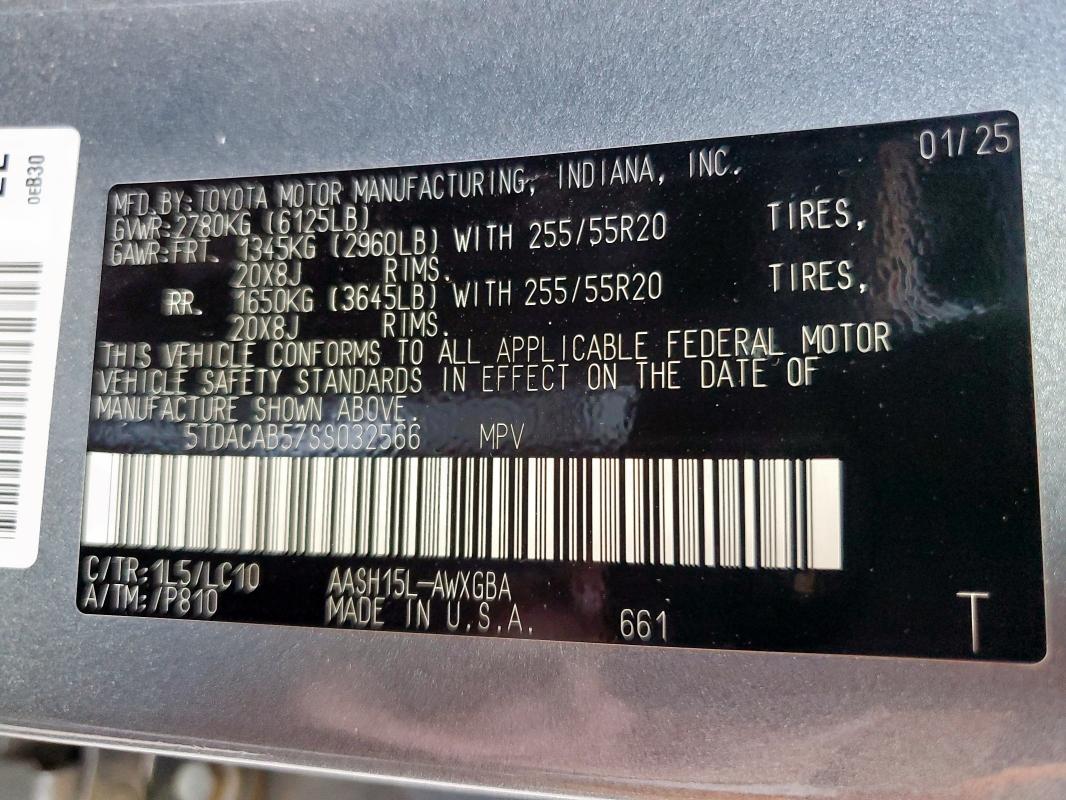 01/25
MFD. BY: TOYOTA MOTOR MANUFACTURING, INDIANA, INC.
GVWR: 2780KG (6125LB)
GAWR: FRT. 1345KG (2960LB) WITH 255/55R20 TIRES,
20X8J RIMS.
RR. 1650KG (3645LB) WITH 255/55R20 TIRES,
20X8J RIMS.
THIS VEHICLE CONFORMS TO ALL APPLICABLE FEDERAL MOTOR
VEHICLE SAFETY STANDARDS IN EFFECT ON THE DATE OF
MANUFACTURE SHOWN ABOVE.
5TDACAB57SS032566 MPV
C/TR: 1L5/LC10 AASH15L-AWXGBA
A/TM: /P810 MADE IN U.S.A. 661 T
0EB30